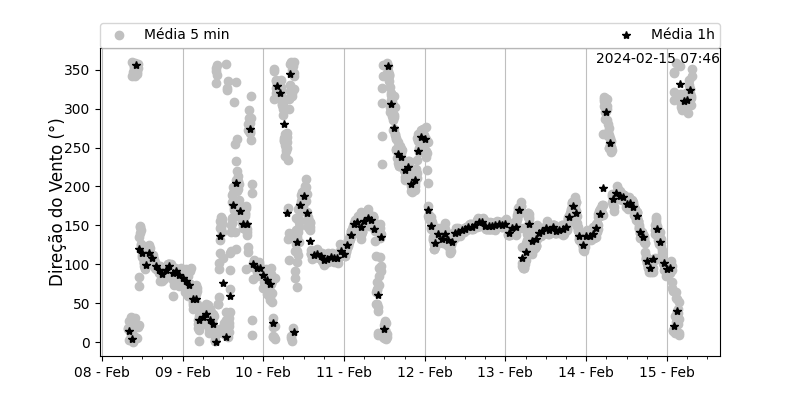 Média 5 min
Média 1h
2024-02-15 07:46
Direção do Vento (°)
350
300
250
200
150
100
50
0
08 - Feb
09 - Feb
10 - Feb
11 - Feb
12 - Feb
13 - Feb
14 - Feb
15 - Feb